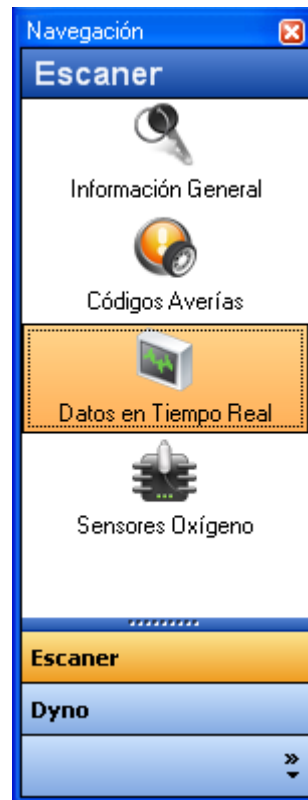 Navegación
Escaner
Información General
Códigos Averías
Datos en Tiempo Real
Sensores Oxígeno
Escaner
Dyno
»